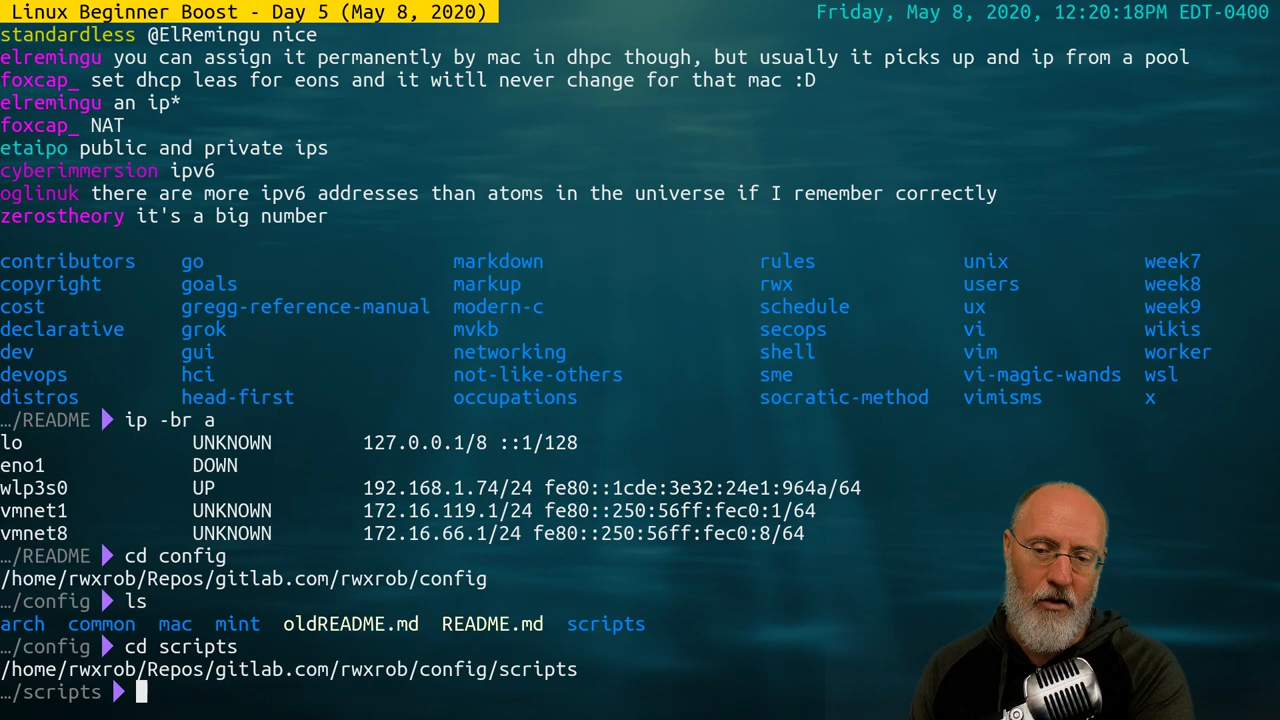 Linux Beginner Boost - Day 5 (May 8, 2020) Friday, May 8, 2020, 12:20:18PM EDT-0400
standardless @ElRemingu nice
elremingu you can assign it permanently by mac in dhpc though, but usually it picks up and ip from a pool
foxcap_ set dhcp leas for eons and it witll never change for that mac :D
elremingu an ip*
foxcap_ NAT
etaipo public and private ips
cyberimmersion ipv6
oglinuk there are more ipv6 addresses than atoms in the universe if I remember correctly
zerostheory it's a big number
contributors go markdown rules unix week7
copyright goals markup rwx users week8
cost gregg-reference-manual modern-c schedule ux week9
declarative grok mvkb secops vi wikis
dev gui networking shell vim worker
devops hci not-like-others sme vi-magic-wands wsl
distros head-first occupations socratic-method vimisms x
…/README ip -br a
lo UNKNOWN 127.0.0.1/8 ::1/128
eno1 DOWN
wlp3s0 UP 192.168.1.74/24 fe80::1cde:3e32:24e1:964a/64
vmnet1 UNKNOWN 172.16.119.1/24 fe80::250:56ff:fec0:1/64
vmnet8 UNKNOWN 172.16.66.1/24 fe80::250:56ff:fec0:8/64
…/README cd config
/home/rwxrob/Repos/gitlab.com/rwxrob/config
…/config ls
arch common mac mint oldREADME.md README.md scripts
…/config cd scripts
/home/rwxrob/Repos/gitlab.com/rwxrob/config/scripts
…/scripts